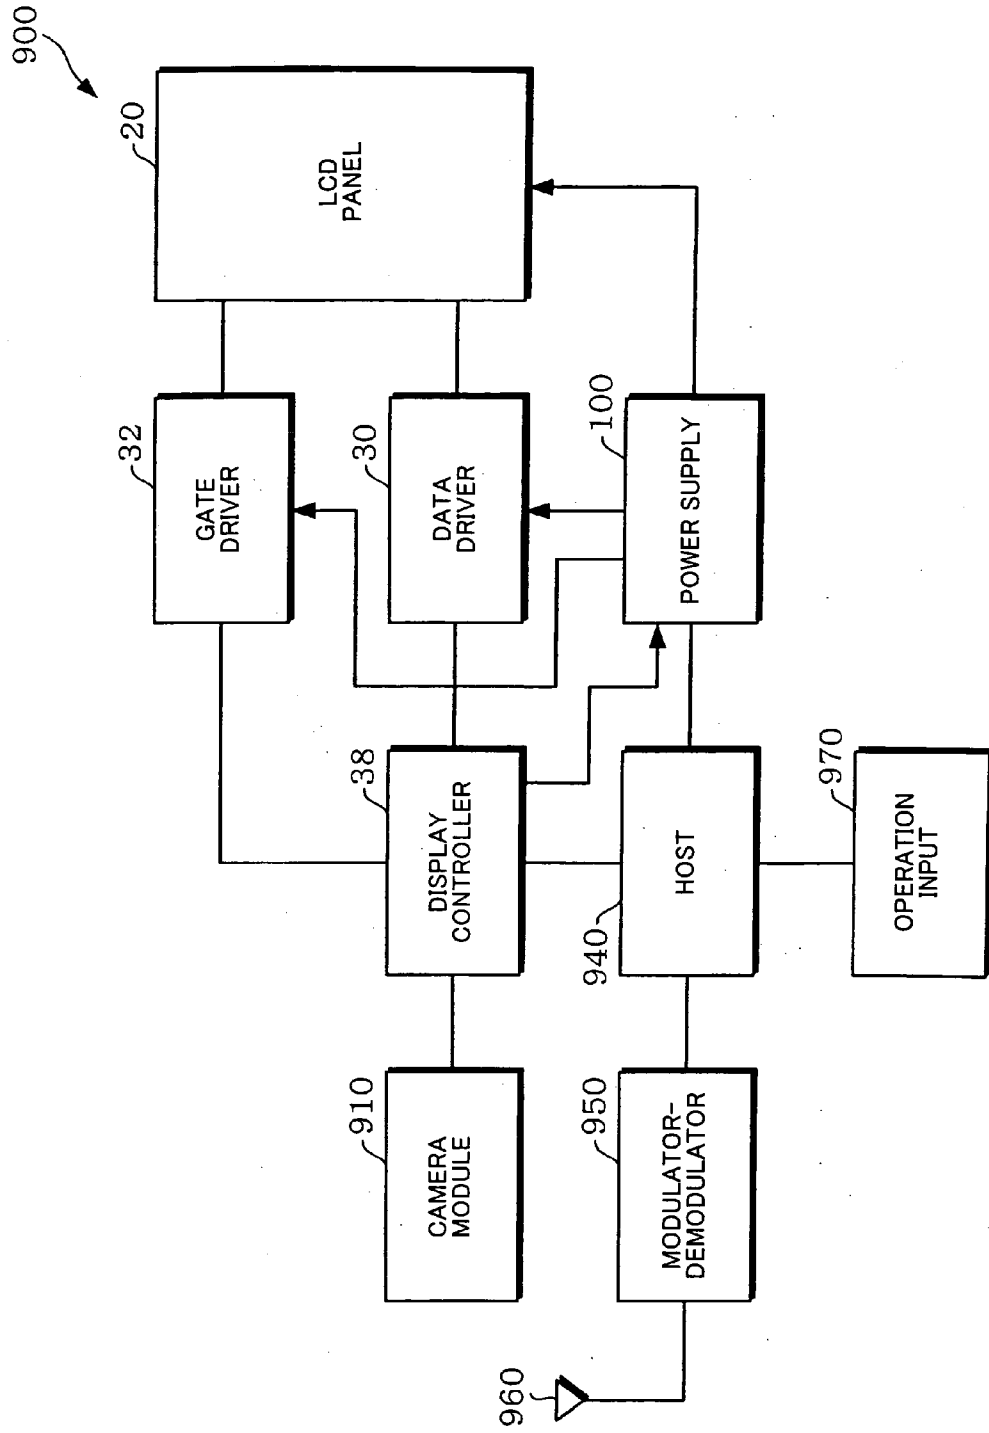 900
20
LCD
PANEL
32
GATE
DRIVER
30
DATA
DRIVER
100
POWER SUPPLY
38
DISPLAY
CONTROLLER
940
HOST
970
OPERATION
INPUT
910
CAMERA
MODULE
950
MODULATOR-
DEMODULATOR
960